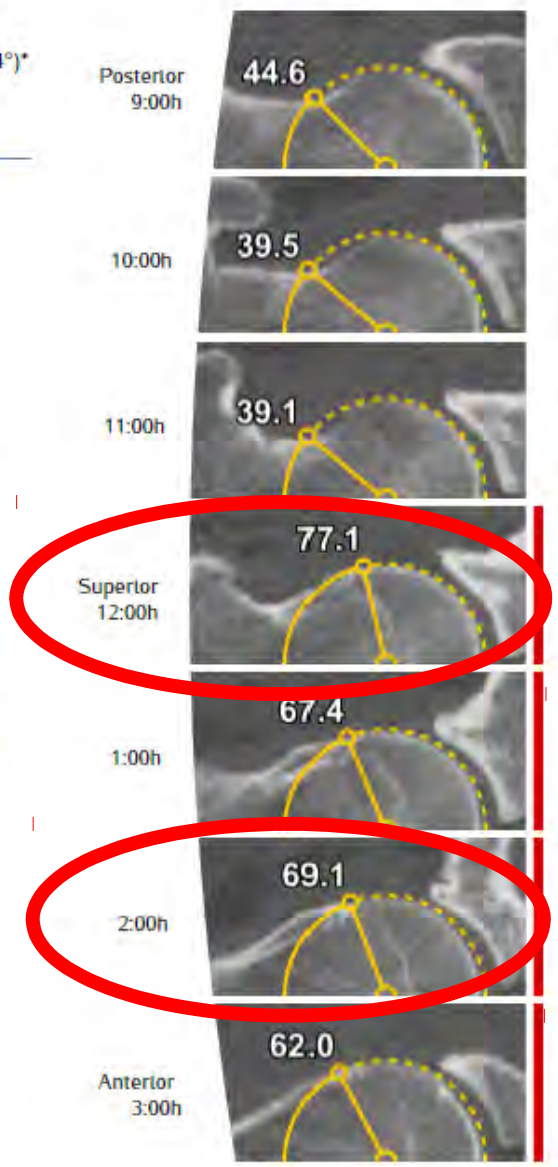 4°)*
Posterior
9:00h
44.6
10:00h
39.5
11:00h
39.1
Superior
12:00h
77.1
1:00h
67.4
2:00h
69.1
Anterior
3:00h
62.0